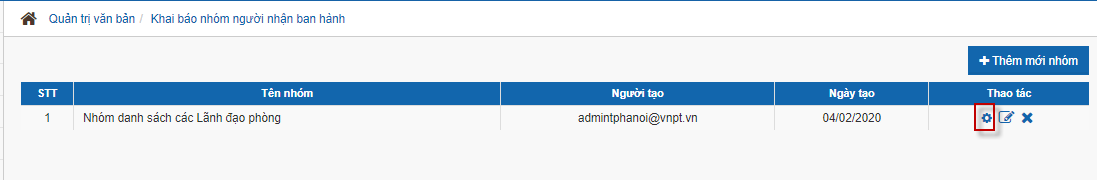 Quản trị văn bản / Khai báo nhóm người nhận ban hành
Thêm mới nhóm
STT Tên nhóm Người tạo Ngày tạo Thao tác
1 Nhóm danh sách các Lãnh đạo phòng admintphanoi@vnpt.vn 04/02/2020